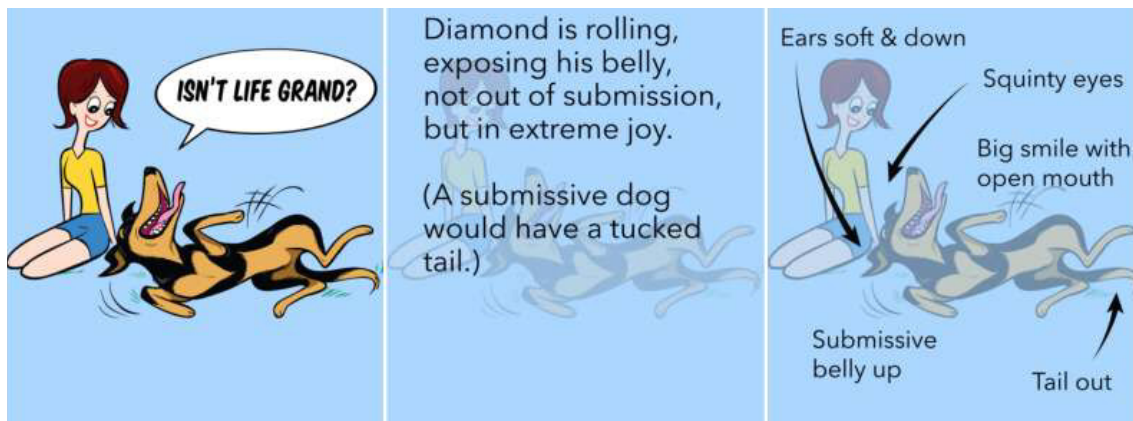 ISN'T LIFE GRAND?
Diamond is rolling,
exposing his belly,
not out of submission,
but in extreme joy.
(A submissive dog
would have a tucked
tail.)
Ears soft & down
Squinty eyes
Big smile with
open mouth
Submissive
belly up
Tail out